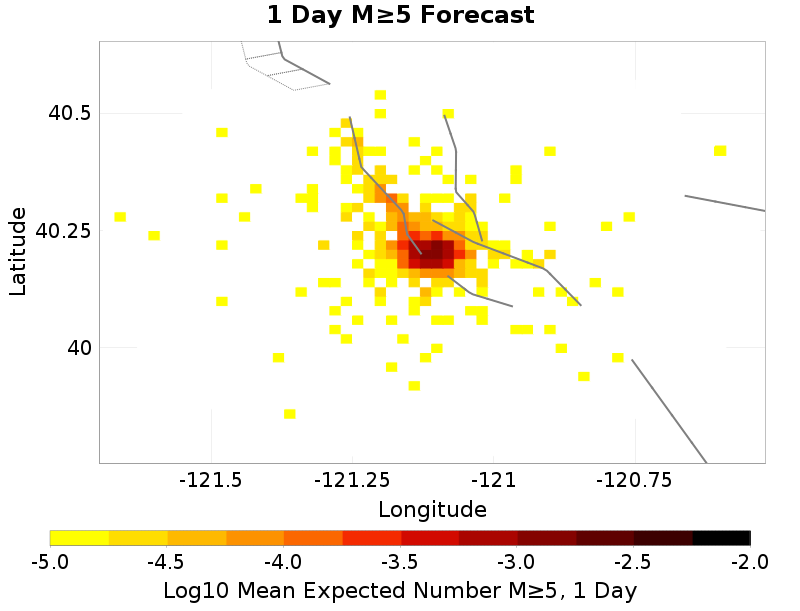 1 Day M≥5 Forecast
40.5
40.25
40
Latitude
-121.5 -121.25 -121 -120.75
Longitude
-5.0 -4.5 -4.0 -3.5 -3.0 -2.5 -2.0
Log10 Mean Expected Number M≥5, 1 Day